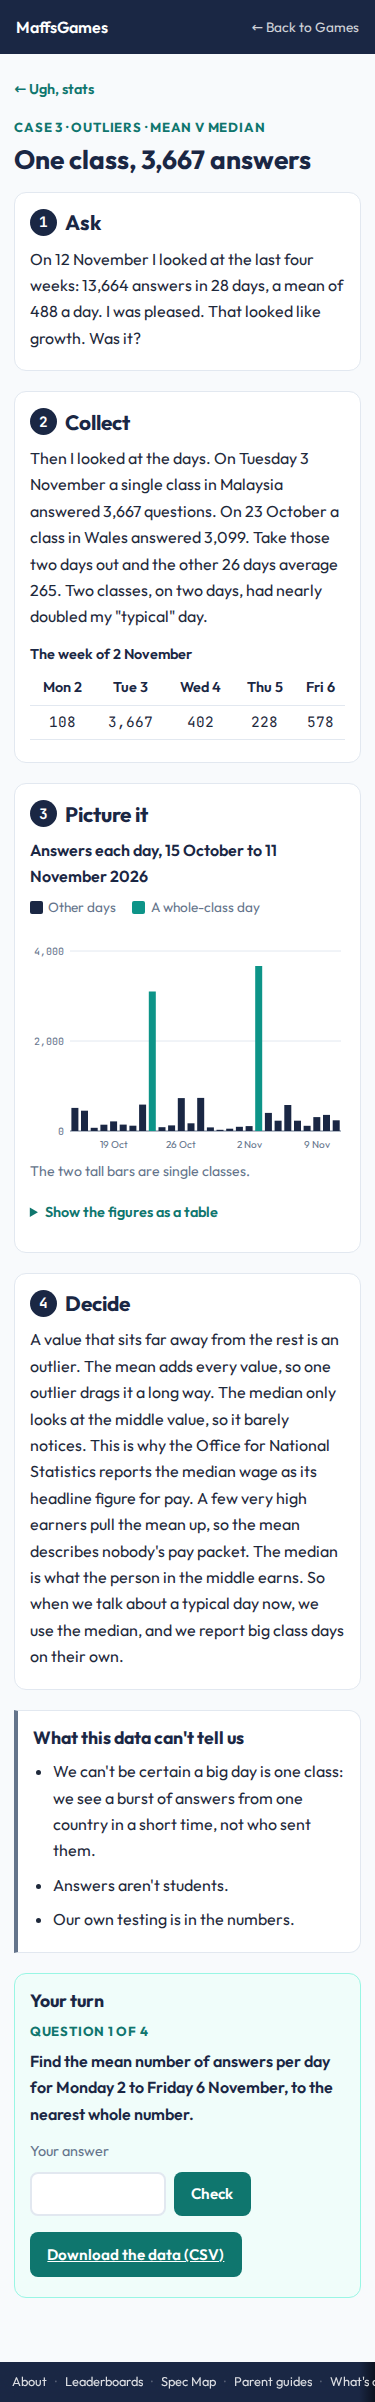 MaffsGames
← Back to Games
← Ugh, stats
CASE 3 · OUTLIERS · MEAN V MEDIAN
One class, 3,667 answers
1 Ask
On 12 November I looked at the last four
weeks: 13,664 answers in 28 days, a mean of
488 a day. I was pleased. That looked like
growth. Was it?
2 Collect
Then I looked at the days. On Tuesday 3
November a single class in Malaysia
answered 3,667 questions. On 23 October a
class in Wales answered 3,099. Take those
two days out and the other 26 days average
265. Two classes, on two days, had nearly
doubled my "typical" day.
The week of 2 November
Mon 2 Tue 3 Wed 4 Thu 5 Fri 6
108 3,667 402 228 578
3 Picture it
Answers each day, 15 October to 11
November 2026
Other days A whole-class day
4,000
2,000
0
19 Oct 26 Oct 2 Nov 9 Nov
The two tall bars are single classes.
▶ Show the figures as a table
4 Decide
A value that sits far away from the rest is an
outlier. The mean adds every value, so one
outlier drags it a long way. The median only
looks at the middle value, so it barely
notices. This is why the Office for National
Statistics reports the median wage as its
headline figure for pay. A few very high
earners pull the mean up, so the mean
describes nobody's pay packet. The median
is what the person in the middle earns. So
when we talk about a typical day now, we
use the median, and we report big class days
on their own.
What this data can't tell us
• We can't be certain a big day is one class:
we see a burst of answers from one
country in a short time, not who sent
them.
• Answers aren't students.
• Our own testing is in the numbers.
Your turn
QUESTION 1 OF 4
Find the mean number of answers per day
for Monday 2 to Friday 6 November, to the
nearest whole number.
Your answer
Check
Download the data (CSV)
About · Leaderboards · Spec Map · Parent guides · What's